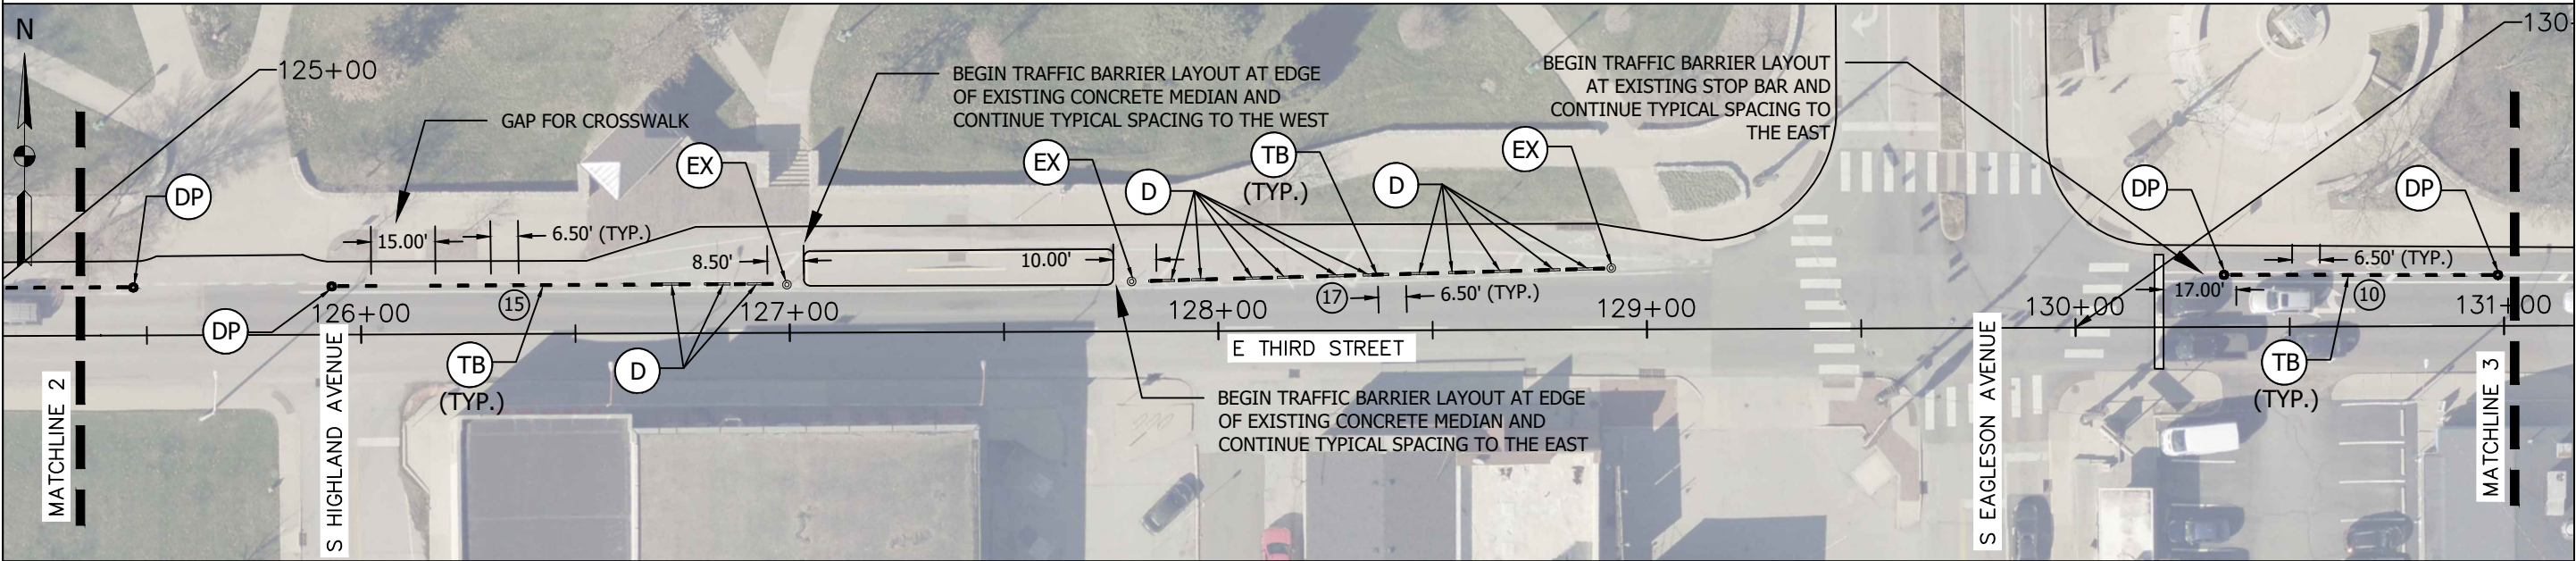 N
125+00
GAP FOR CROSSWALK
BEGIN TRAFFIC BARRIER LAYOUT AT EDGE
OF EXISTING CONCRETE MEDIAN AND
CONTINUE TYPICAL SPACING TO THE WEST
BEGIN TRAFFIC BARRIER LAYOUT
AT EXISTING STOP BAR AND
CONTINUE TYPICAL SPACING TO
THE EAST
130
DP
EX
EX
D
TB
(TYP.)
D
EX
DP
DP
15.00'
6.50' (TYP.)
8.50'
10.00'
17.00'
6.50' (TYP.)
15
17
6.50' (TYP.)
10
126+00
127+00
128+00
129+00
130+00
131+00
DP
TB
(TYP.)
D
E THIRD STREET
TB
(TYP.)
MATCHLINE 2
S HIGHLAND AVENUE
BEGIN TRAFFIC BARRIER LAYOUT AT EDGE
OF EXISTING CONCRETE MEDIAN AND
CONTINUE TYPICAL SPACING TO THE EAST
S EAGLESON AVENUE
MATCHLINE 3